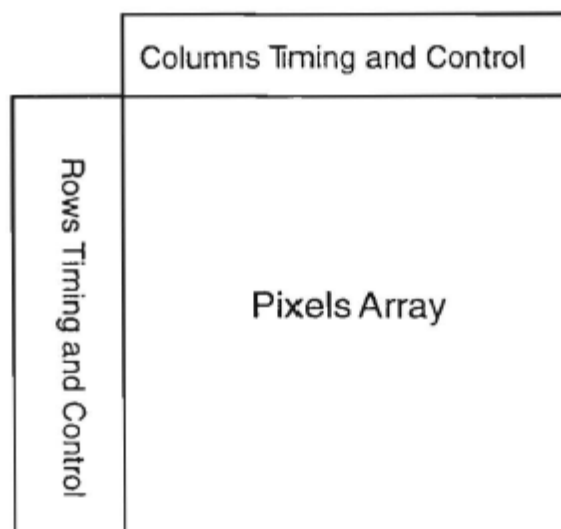 Columns Timing and Control
Rows Timing and Control
Pixels Array